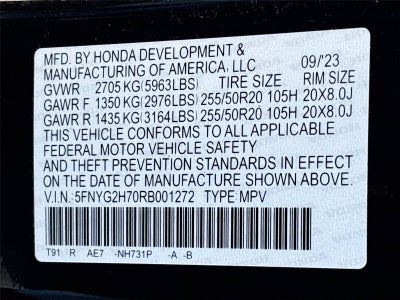 MFD. BY HONDA DEVELOPMENT &
MANUFACTURING OF AMERICA, LLC 09/'23
GVWR 2705 KG(5963LBS) TIRE SIZE RIM SIZE
GAWR F 1350 KG(2976LBS) 255/50R20 105H 20X8.0J
GAWR R 1435 KG(3164LBS) 255/50R20 105H 20X8.0J
THIS VEHICLE CONFORMS TO ALL APPLICABLE
FEDERAL MOTOR VEHICLE SAFETY
AND THEFT PREVENTION STANDARDS IN EFFECT
ON THE DATE OF MANUFACTURE SHOWN ABOVE.
V.I.N. 5FNYG2H70RB001272 TYPE: MPV
T91 R AE7 -NH731P -A -B